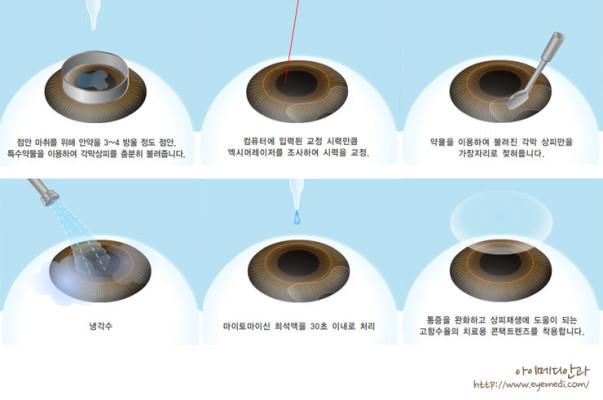 점안 마취를 위해 안약을 3~4 방울 정도 점안.
특수약물을 이용하여 각막상피를 충분히 불려줍니다.
컴퓨터에 입력된 교정 시력만큼
엑시머레이저를 조사하여 시력을 교정.
약물을 이용하여 불려진 각막 상피만을
가장자리로 젖혀둡니다.
냉각수
마이토마이신 희석액을 30초 이내로 처리
통증을 완화하고 상피재생에 도움이 되는
고함수율의 치료용 콘택트렌즈를 착용합니다.
아이메디안과
http://www.eyemedi.com/